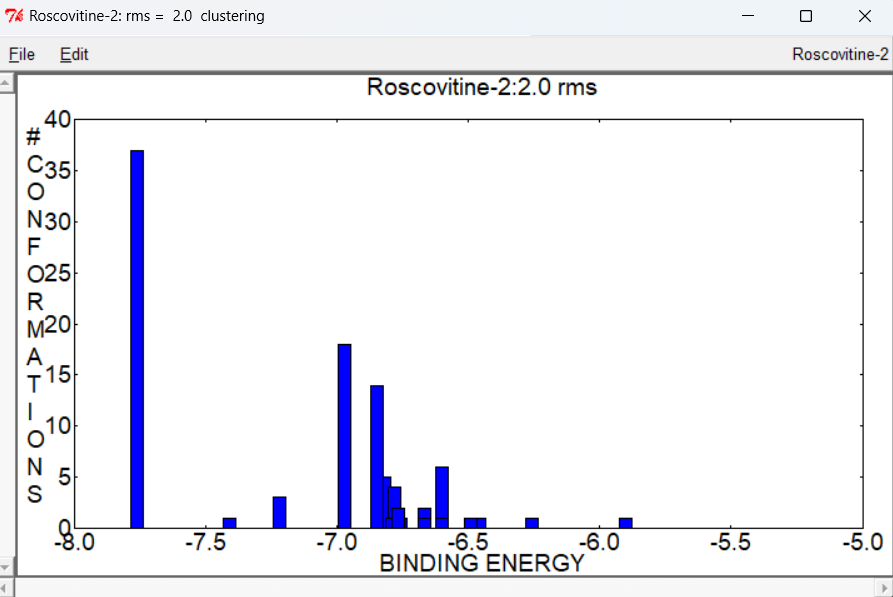 Roscovitine-2: rms = 2.0 clustering
File Edit Roscovitine-2
Roscovitine-2:2.0 rms
# CONFORMATIONS
40
35
30
25
20
15
10
5
0
-8.0 -7.5 -7.0 -6.5 -6.0 -5.5 -5.0
BINDING ENERGY